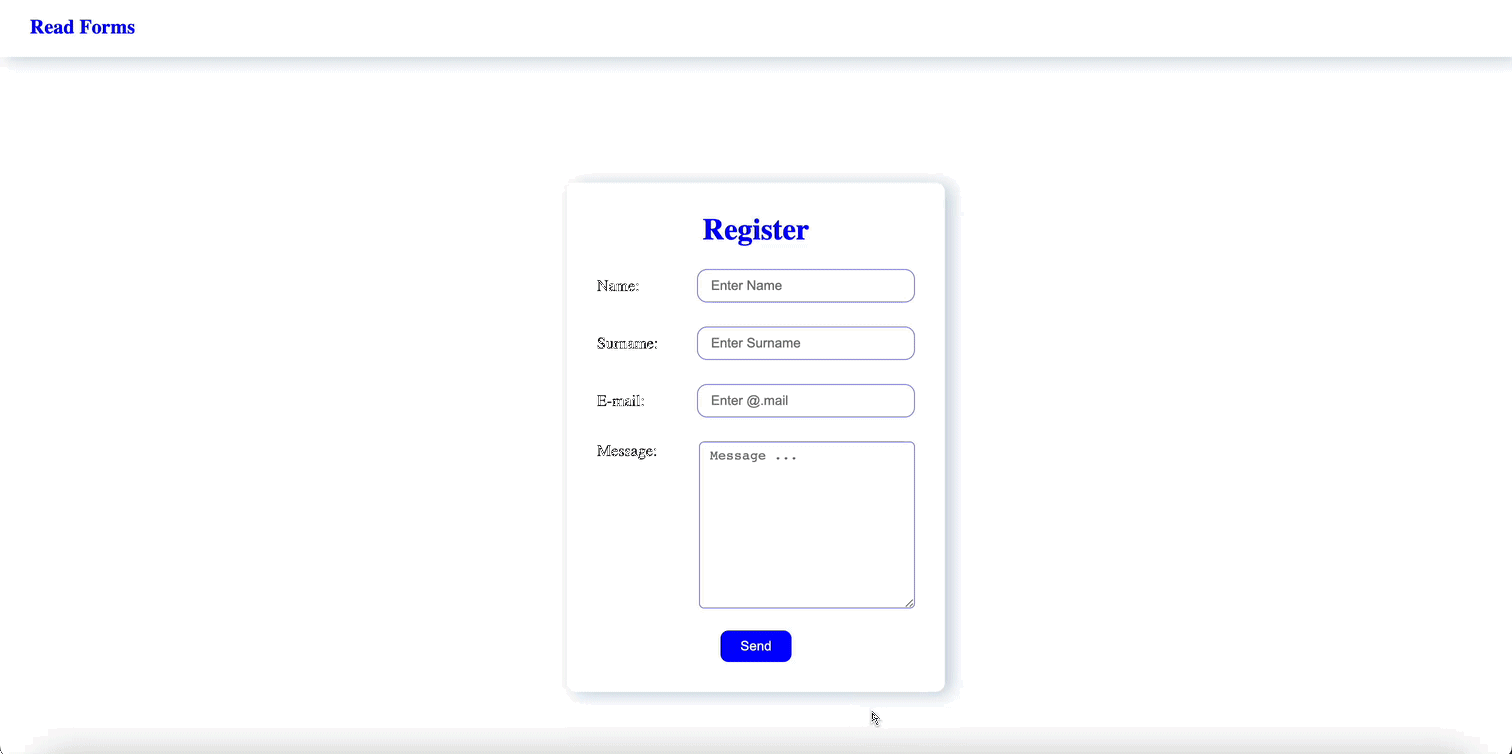 Read Forms
Register
Name: Enter Name
Surname: Enter Surname
E-mail: Enter @.mail
Message: Message ...
Send